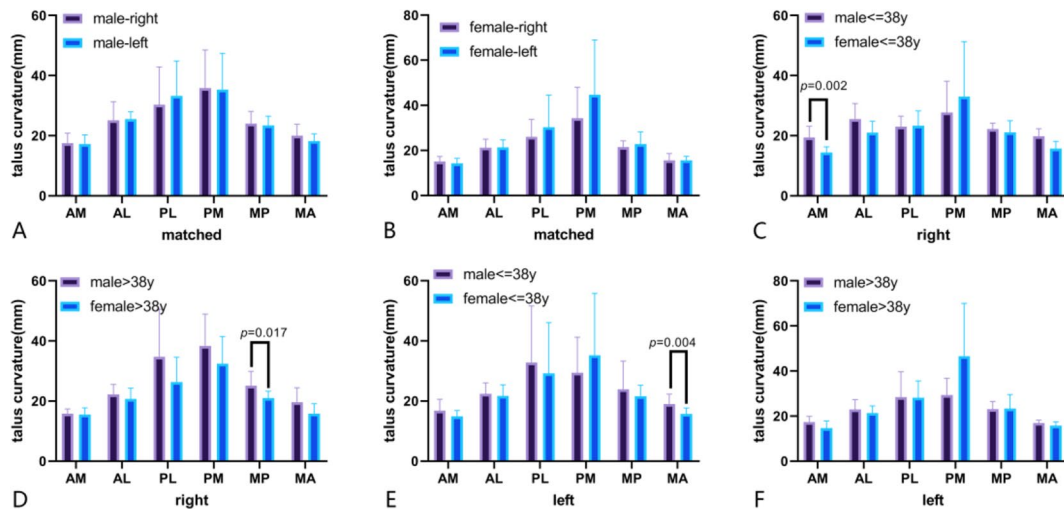 60
male-right
male-left
talus curvature(mm)
40
20
0
AM AL PL PM MP MA
A
matched
60
female-right
female-left
talus curvature(mm)
40
20
0
AM AL PL PM MP MA
B
matched
60
male<=38y
female<=38y
talus curvature(mm)
40
p=0.002
20
0
AM AL PL PM MP MA
C
right
60
male>38y
female>38y
talus curvature(mm)
40
p=0.017
20
0
AM AL PL PM MP MA
D
right
60
male<=38y
female<=38y
talus curvature(mm)
40
p=0.004
20
0
AM AL PL PM MP MA
E
left
80
male>38y
female>38y
talus curvature(mm)
60
40
20
0
AM AL PL PM MP MA
F
left